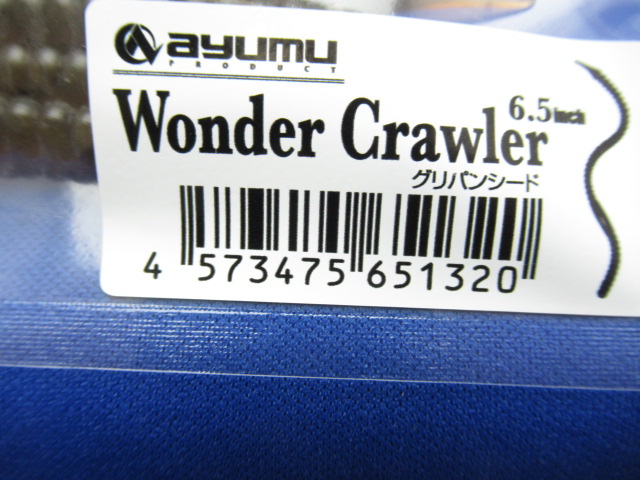 ayumu
PRODUCT
Wonder Crawler
6.5inch
グリパンシード
4 573475 651320